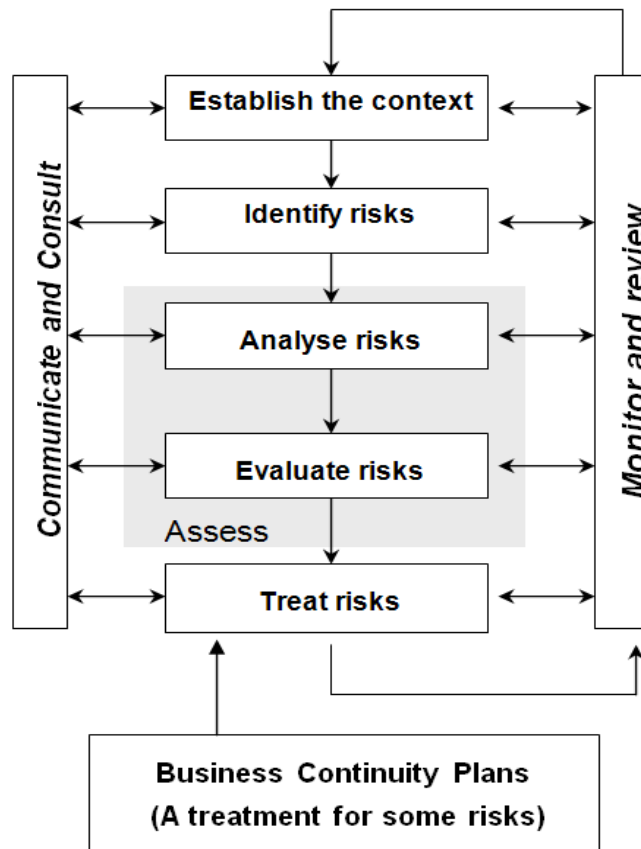 Establish the context
Identify risks
Analyse risks
Evaluate risks
Assess
Treat risks
Communicate and Consult
Monitor and review
Business Continuity Plans
(A treatment for some risks)